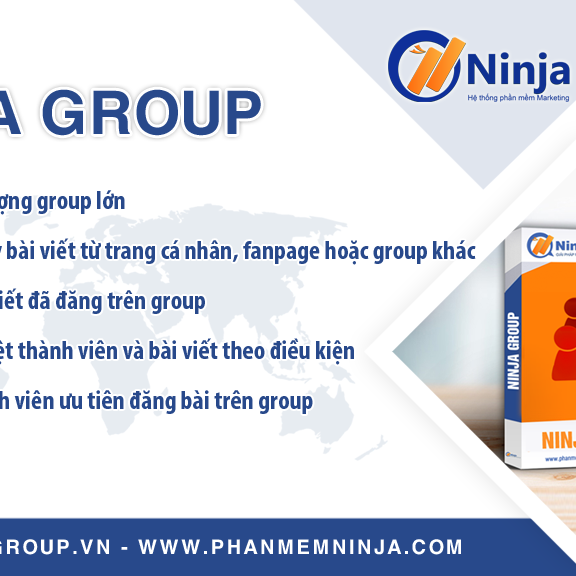 Ninja
Hệ thống phần mềm Marketing
A GROUP
ợng group lớn
bài viết từ trang cá nhân, fanpage hoặc group khác
iết đã đăng trên group
ệt thành viên và bài viết theo điều kiện
h viên ưu tiên đăng bài trên group
Nin
GIẢI PHÁP
NINJA GROUP
NIN
www.phanme
GROUP.VN - WWW.PHANMEMNINJA.COM